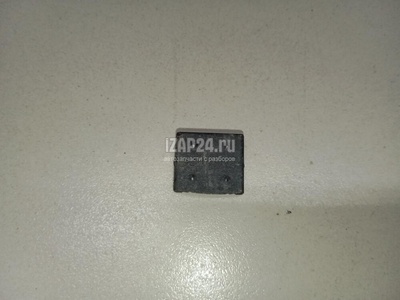 iZAP24.ru
автозапчасти с разборов